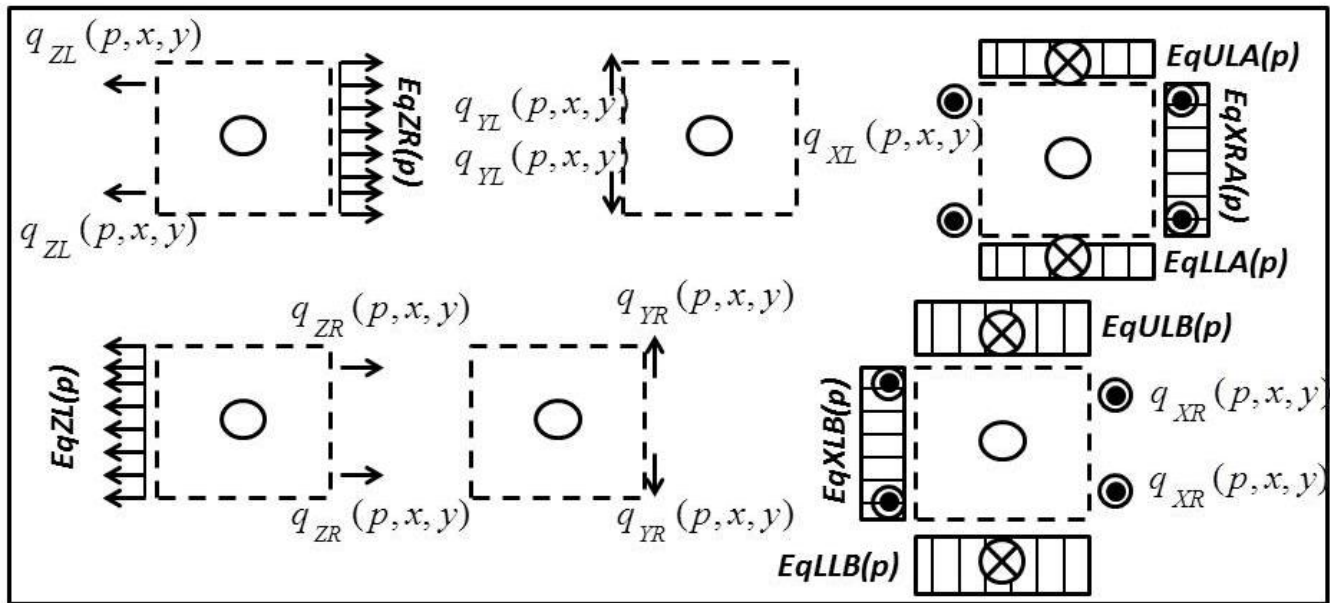 q_{ZL}(p,x,y)
EqZR(p)
q_{ZL}(p,x,y)
q_{YL}(p,x,y)
q_{YL}(p,x,y)
q_{XL}(p,x,y)
EqULA(p)
EqXRA(p)
EqLLA(p)
EqZL(p)
q_{ZR}(p,x,y)
q_{ZR}(p,x,y)
q_{YR}(p,x,y)
q_{YR}(p,x,y)
EqULB(p)
EqXLB(p)
q_{XR}(p,x,y)
q_{XR}(p,x,y)
EqLLB(p)